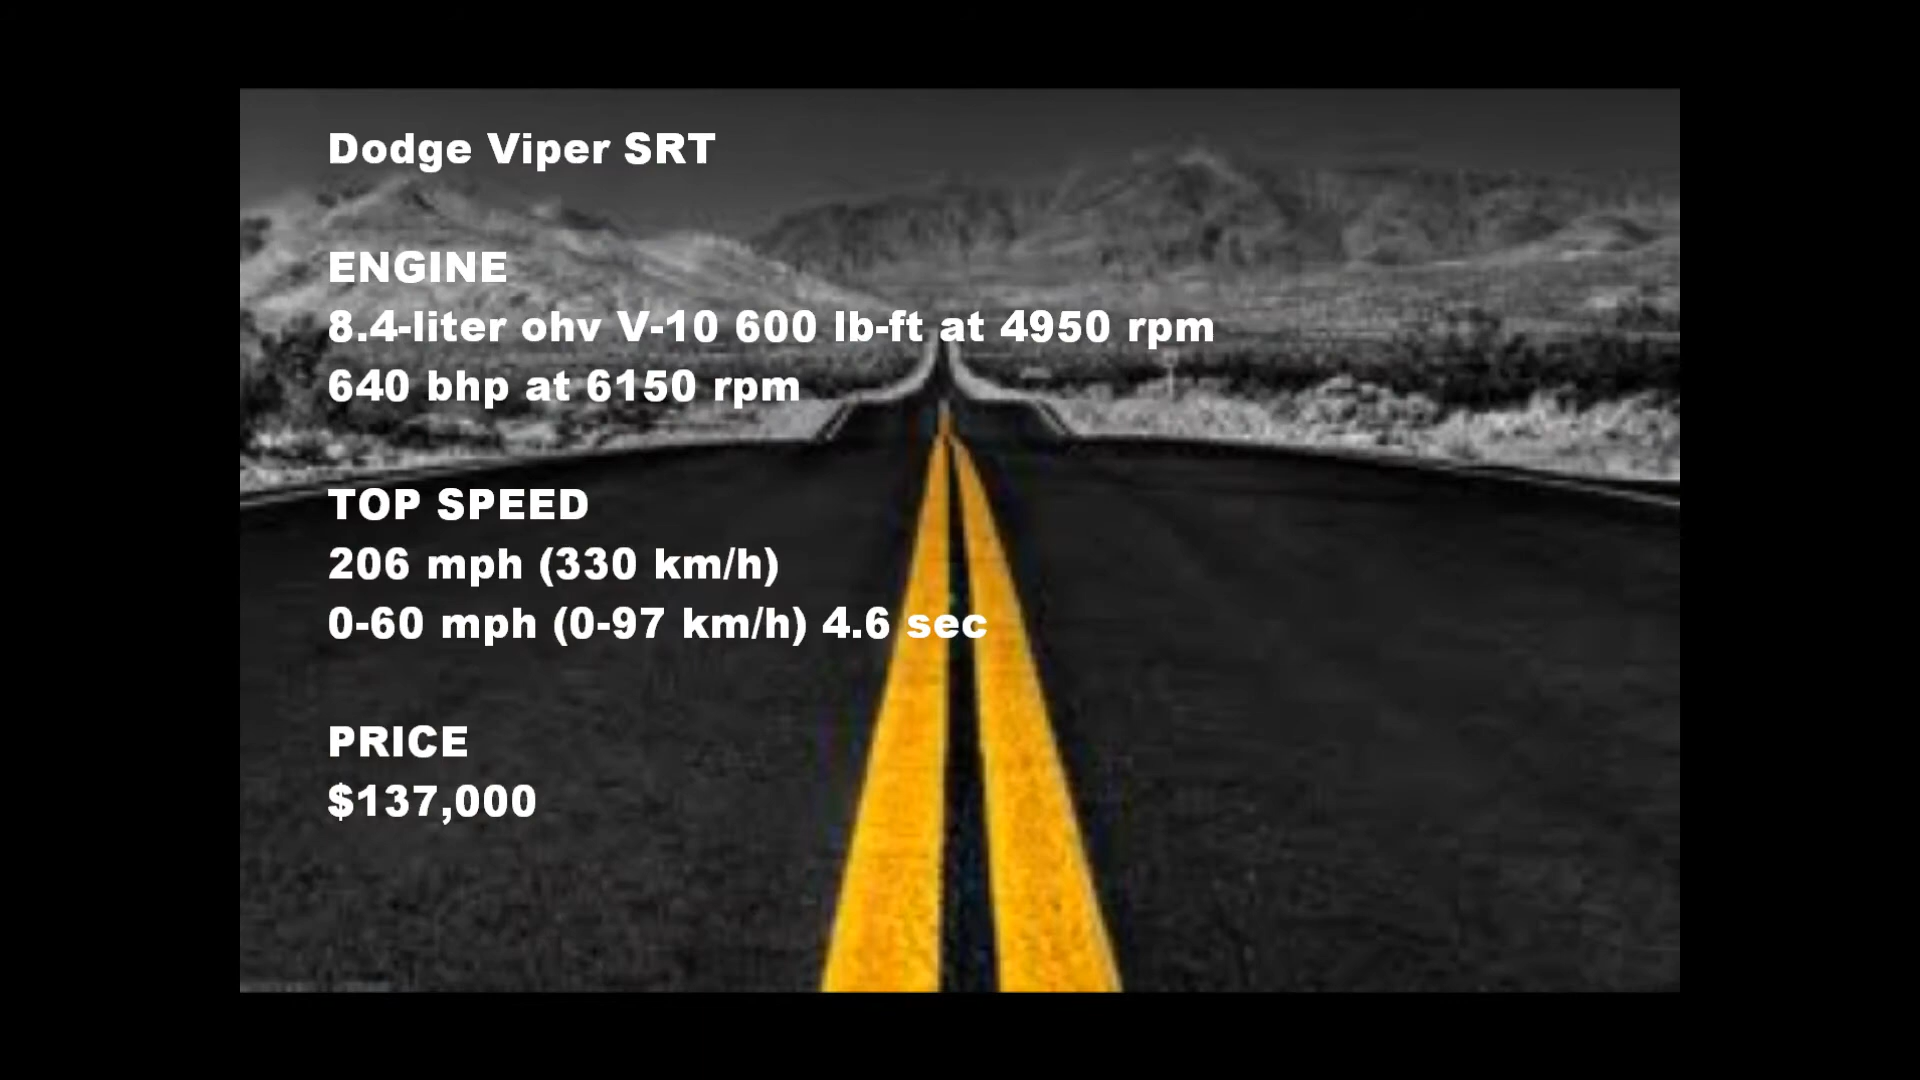 Dodge Viper SRT
ENGINE
8.4-liter ohv V-10 600 lb-ft at 4950 rpm
640 bhp at 6150 rpm
TOP SPEED
206 mph (330 km/h)
0-60 mph (0-97 km/h) 4.6 sec
PRICE
$137,000